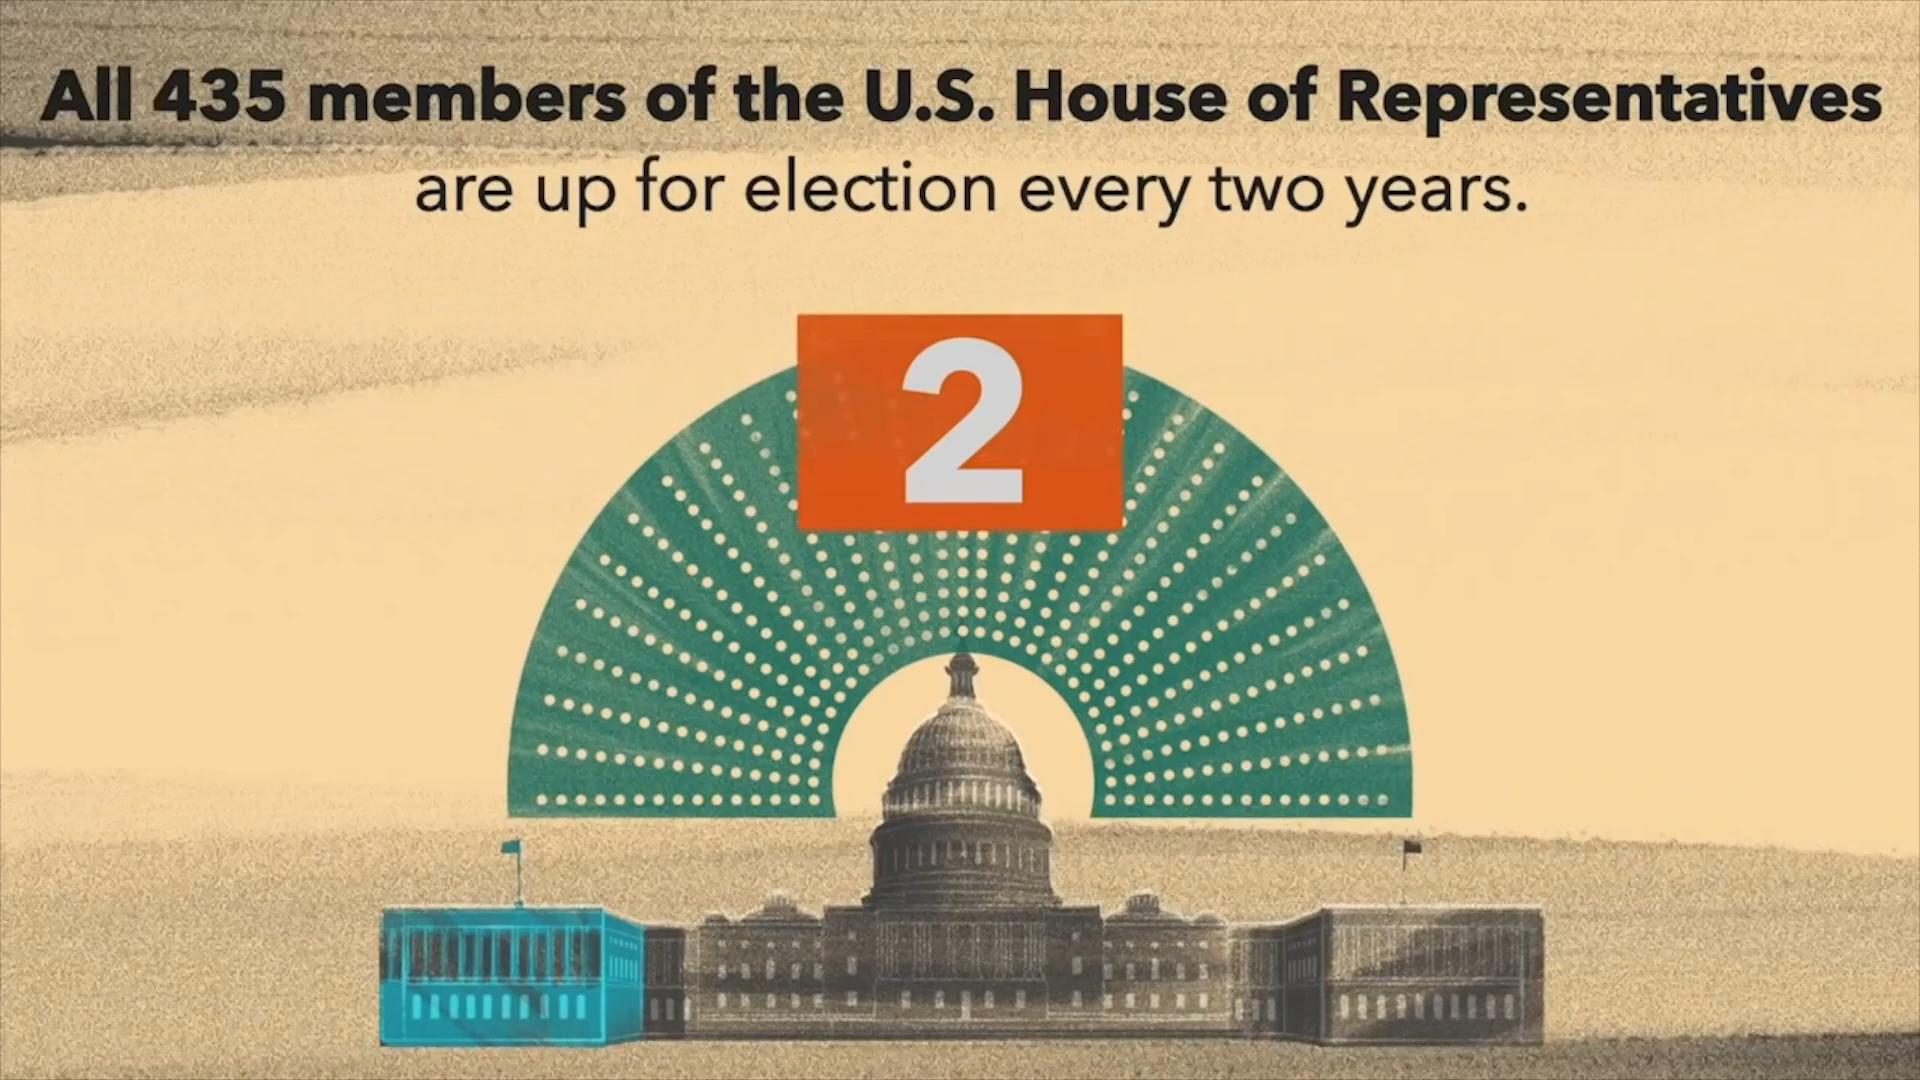 All 435 members of the U.S. House of Representatives
are up for election every two years.
2